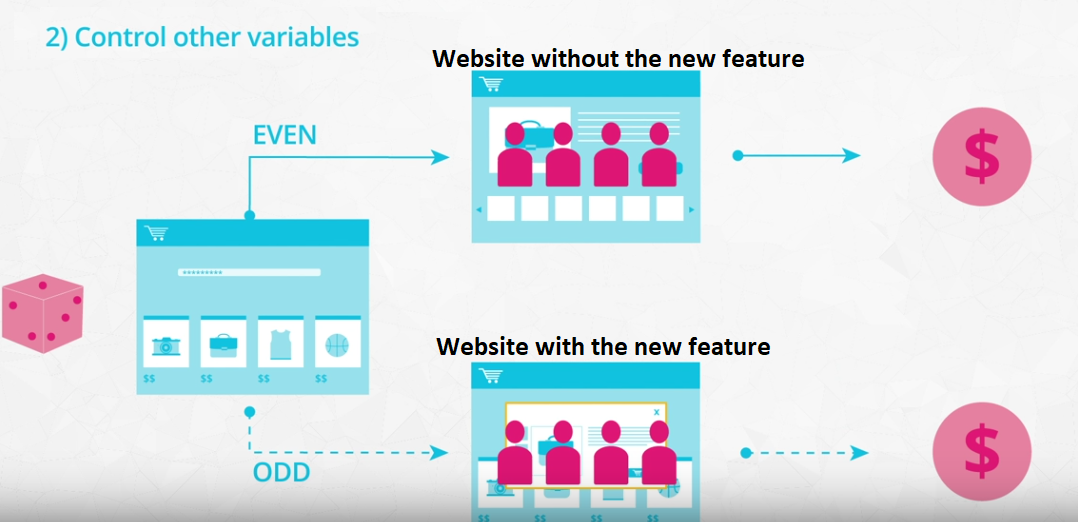 2) Control other variables
Website without the new feature
EVEN
$
$$ $$ $$ $$
Website with the new feature
x
ODD
$
$$ $$ $$ $$